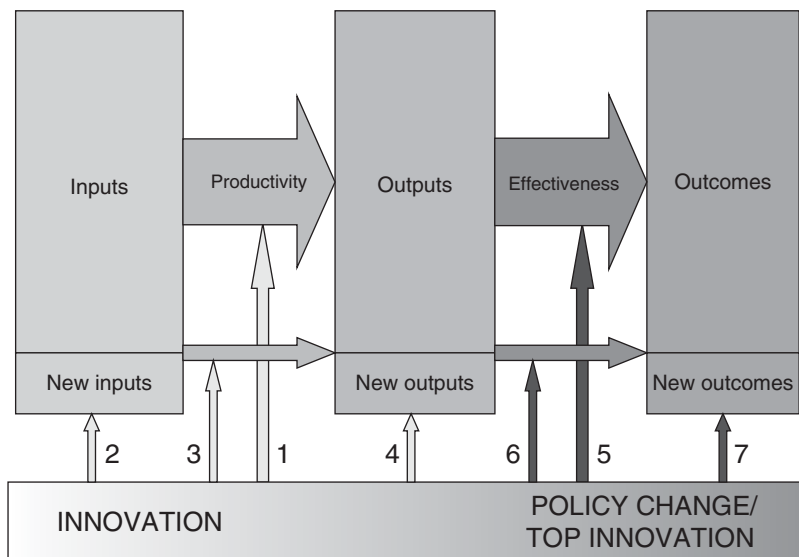 Inputs
Productivity
Outputs
Effectiveness
Outcomes
New inputs
New outputs
New outcomes
2
3
1
4
6
5
7
INNOVATION
POLICY CHANGE/
TOP INNOVATION